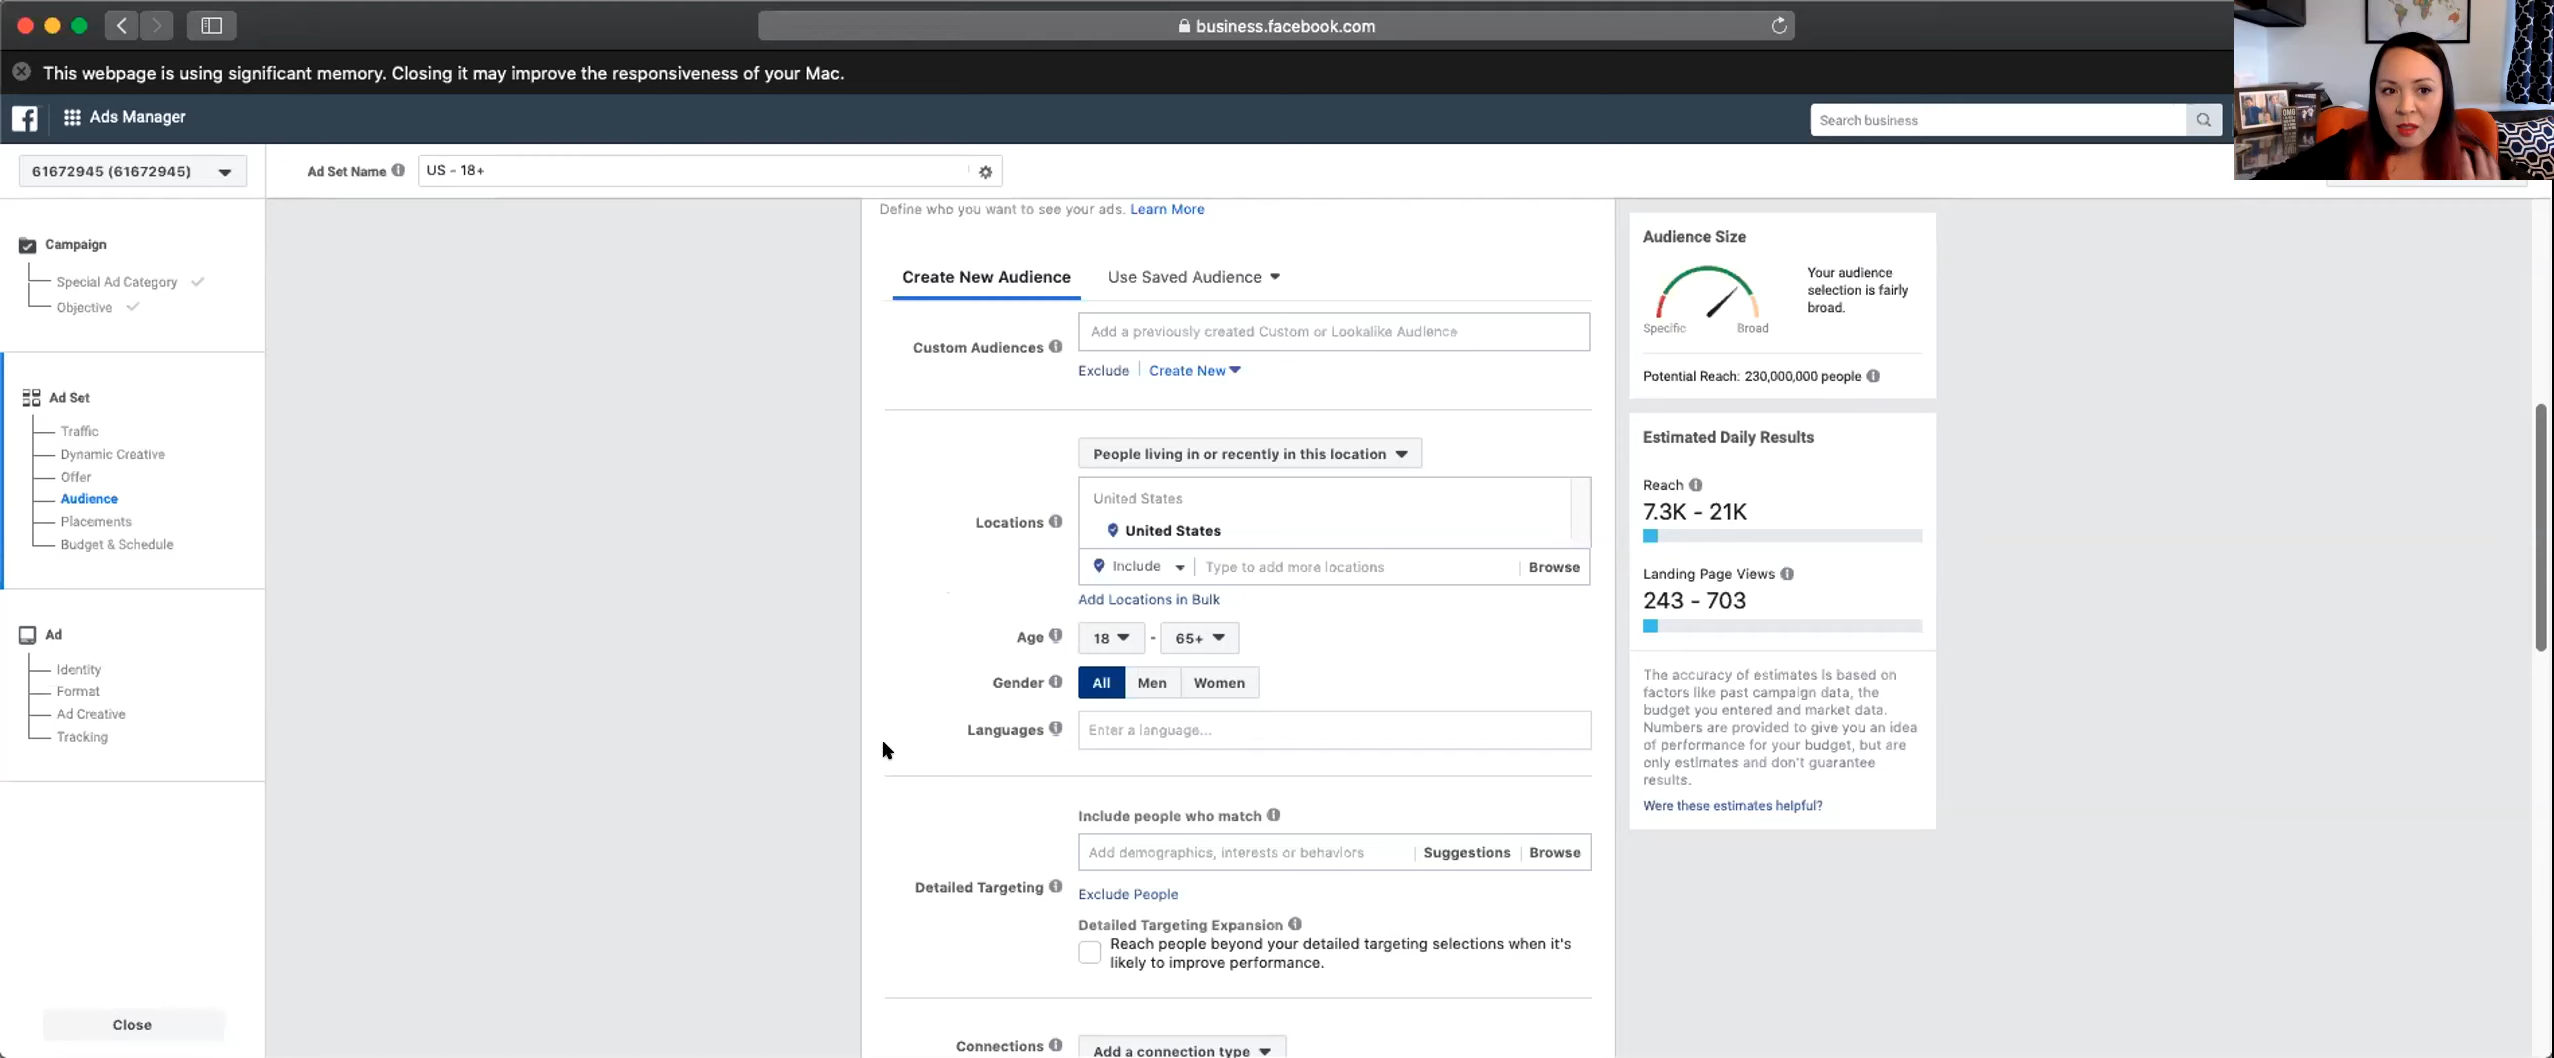 business.facebook.com
This webpage is using significant memory. Closing it may improve the responsiveness of your Mac.
Ads Manager
Search business
61672945 (61672945)
Ad Set Name
US - 18+
Campaign
Special Ad Category
Objective
Ad Set
Traffic
Dynamic Creative
Offer
Audience
Placements
Budget & Schedule
Ad
Identity
Format
Ad Creative
Tracking
Close
Define who you want to see your ads. Learn More
Create New Audience
Use Saved Audience
Custom Audiences
Add a previously created Custom or Lookalike Audience
Exclude
Create New
Locations
People living in or recently in this location
United States
United States
Include
Type to add more locations
Browse
Add Locations in Bulk
Age
18 - 65+
Gender
All
Men
Women
Languages
Enter a language...
Detailed Targeting
Include people who match
Add demographics, interests or behaviors
Suggestions
Browse
Exclude People
Detailed Targeting Expansion
Reach people beyond your detailed targeting selections when it's
likely to improve performance.
Connections
Add a connection type
Audience Size
Specific
Broad
Your audience
selection is fairly
broad.
Potential Reach: 230,000,000 people
Estimated Daily Results
Reach
7.3K - 21K
Landing Page Views
243 - 703
The accuracy of estimates is based on
factors like past campaign data, the
budget you entered and market data.
Numbers are provided to give you an idea
of performance for your budget, but are
only estimates and don't guarantee
results.
Were these estimates helpful?